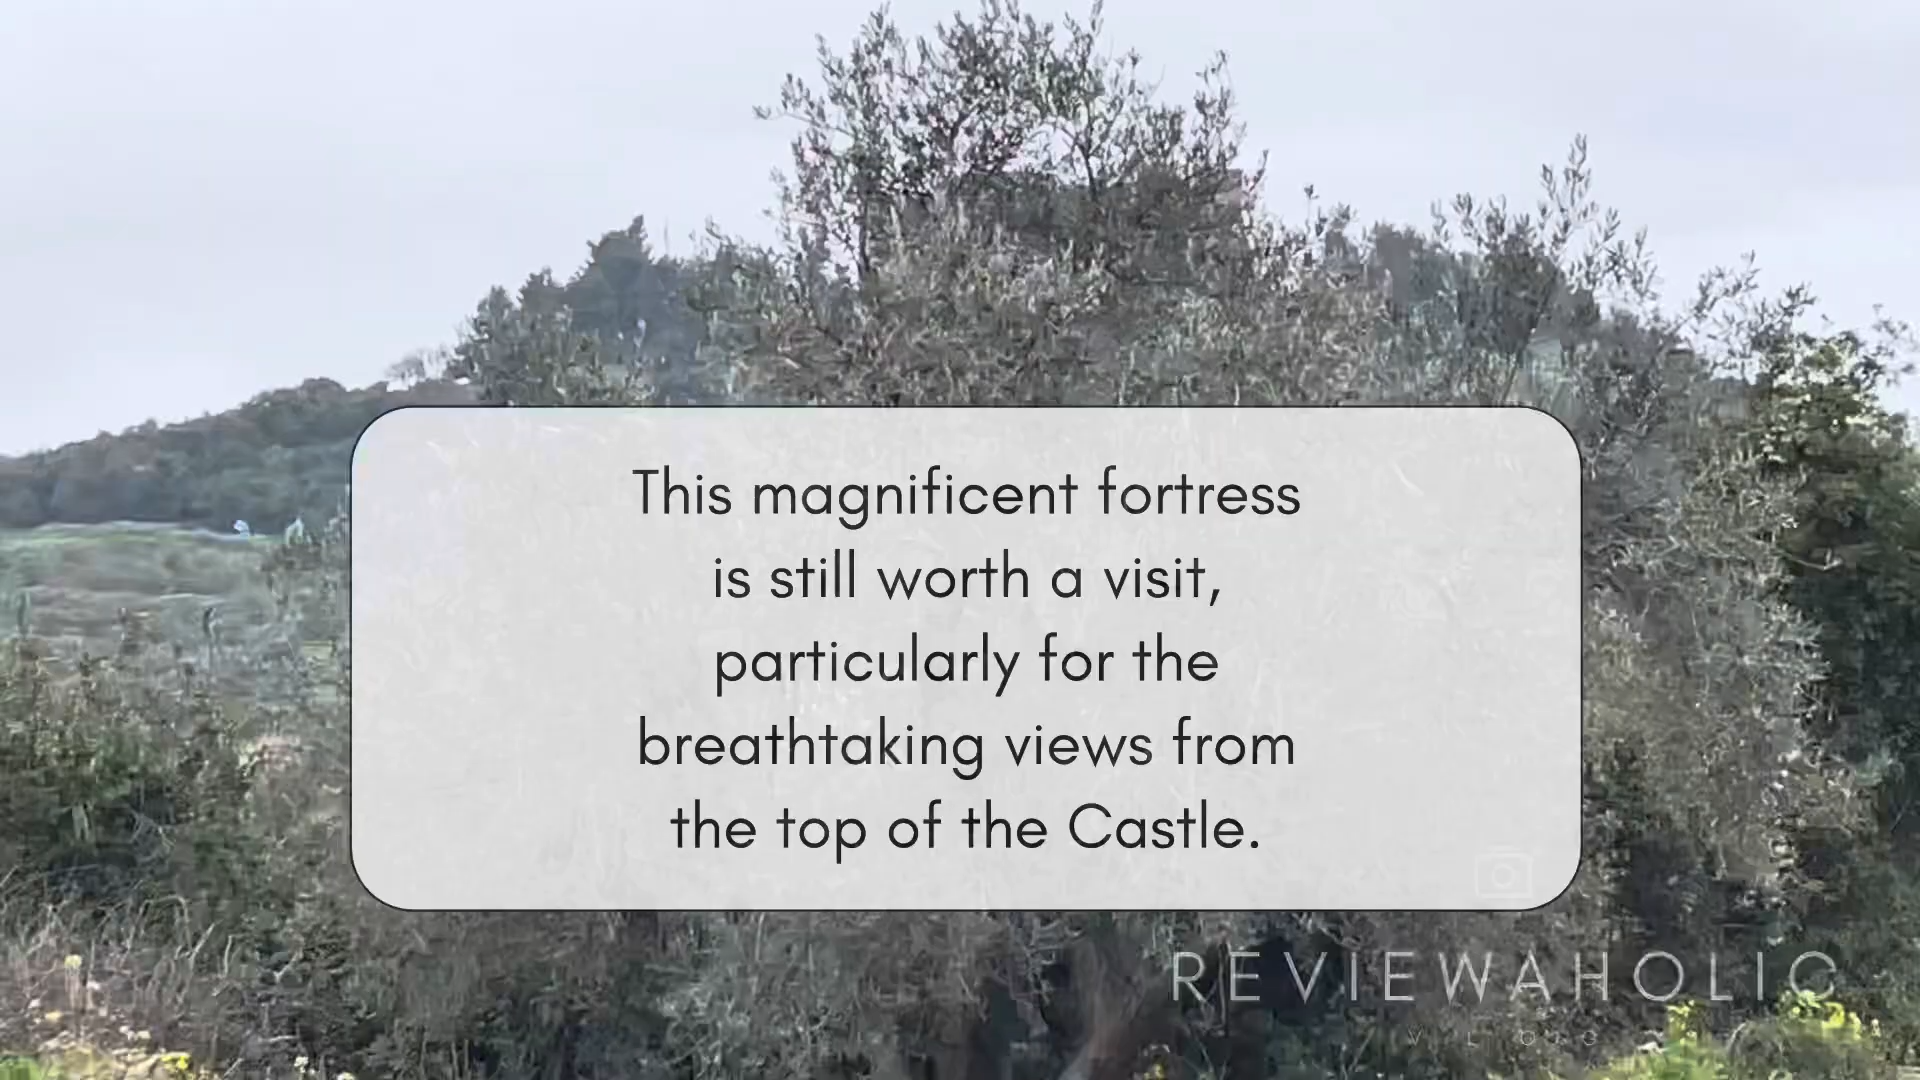 This magnificent fortress
is still worth a visit,
particularly for the
breathtaking views from
the top of the Castle.
REVIEWAHOLIC
VLOGS